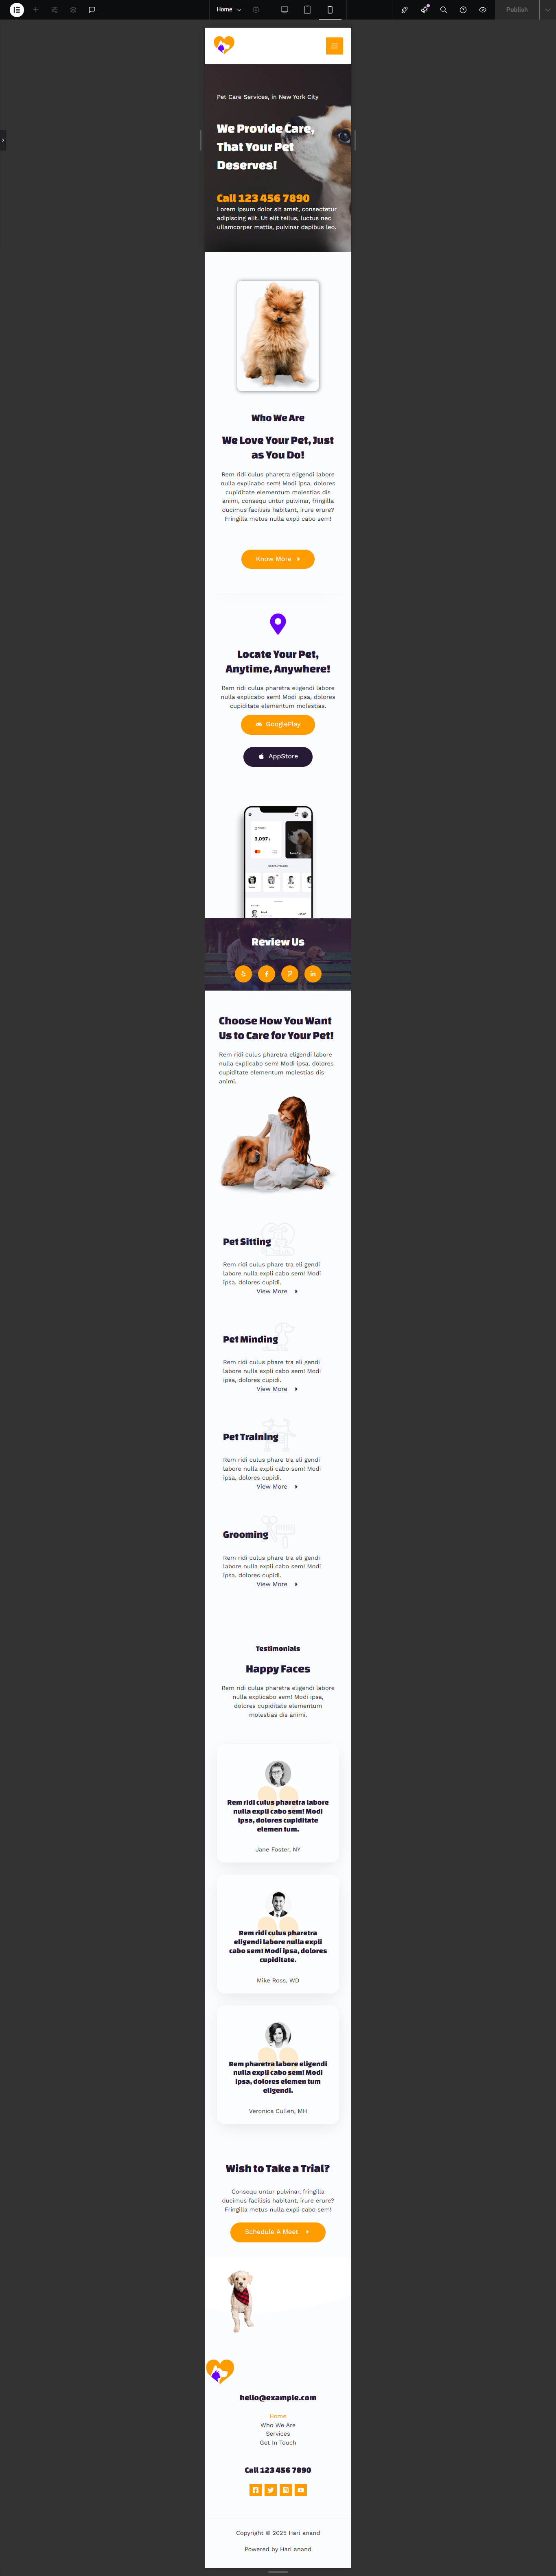 Home
Publish
Pet Care Services, in New York City
We Provide Care,
That Your Pet
Deserves!
Call 123 456 7890
Lorem ipsum dolor sit amet, consectetur
adipiscing elit. Ut elit tellus, luctus nec
ullamcorper mattis, pulvinar dapibus leo.
Who We Are
We Love Your Pet, Just
as You Do!
Rem ridi culus pharetra eligendi labore
nulla explicabo sem! Modi ipsa, dolores
cupiditate elementum molestias dis
animi, consequ untur pulvinar, fringilla
ducimus facilisis habitant, irure erure?
Fringilla metus nulla expli cabo sem!
Know More
Locate Your Pet,
Anytime, Anywhere!
Rem ridi culus pharetra eligendi labore
nulla explicabo sem! Modi ipsa, dolores
cupiditate elementum molestias.
GooglePlay
AppStore
3,097
Review Us
Choose How You Want
Us to Care for Your Pet!
Rem ridi culus pharetra eligendi labore
nulla explicabo sem! Modi ipsa, dolores
cupiditate elementum molestias dis
animi.
Pet Sitting
Rem ridi culus phare tra eli gendi
labore nulla expli cabo sem! Modi
ipsa, dolores cupidi.
View More
Pet Minding
Rem ridi culus phare tra eli gendi
labore nulla expli cabo sem! Modi
ipsa, dolores cupidi.
View More
Pet Training
Rem ridi culus phare tra eli gendi
labore nulla expli cabo sem! Modi
ipsa, dolores cupidi.
View More
Grooming
Rem ridi culus phare tra eli gendi
labore nulla expli cabo sem! Modi
ipsa, dolores cupidi.
View More
Testimonials
Happy Faces
Rem ridi culus pharetra eligendi labore
nulla explicabo sem! Modi ipsa,
dolores cupiditate elementum
molestias dis animi.
Rem ridi culus pharetra labore
nulla expli cabo sem! Modi
ipsa, dolores cupiditate
elemen tum.
Jane Foster, NY
Rem ridi culus pharetra
eligendi labore nulla expli
cabo sem! Modi ipsa, dolores
cupiditate.
Mike Ross, WD
Rem pharetra labore eligendi
nulla expli cabo sem! Modi
ipsa, dolores elemen tum
eligendi.
Veronica Cullen, MH
Wish to Take a Trial?
Consequ untur pulvinar, fringilla
ducimus facilisis habitant, irure erure?
Fringilla metus nulla expli cabo sem!
Schedule A Meet
hello@example.com
Home
Who We Are
Services
Get In Touch
Call 123 456 7890
Copyright © 2025 Hari anand
Powered by Hari anand